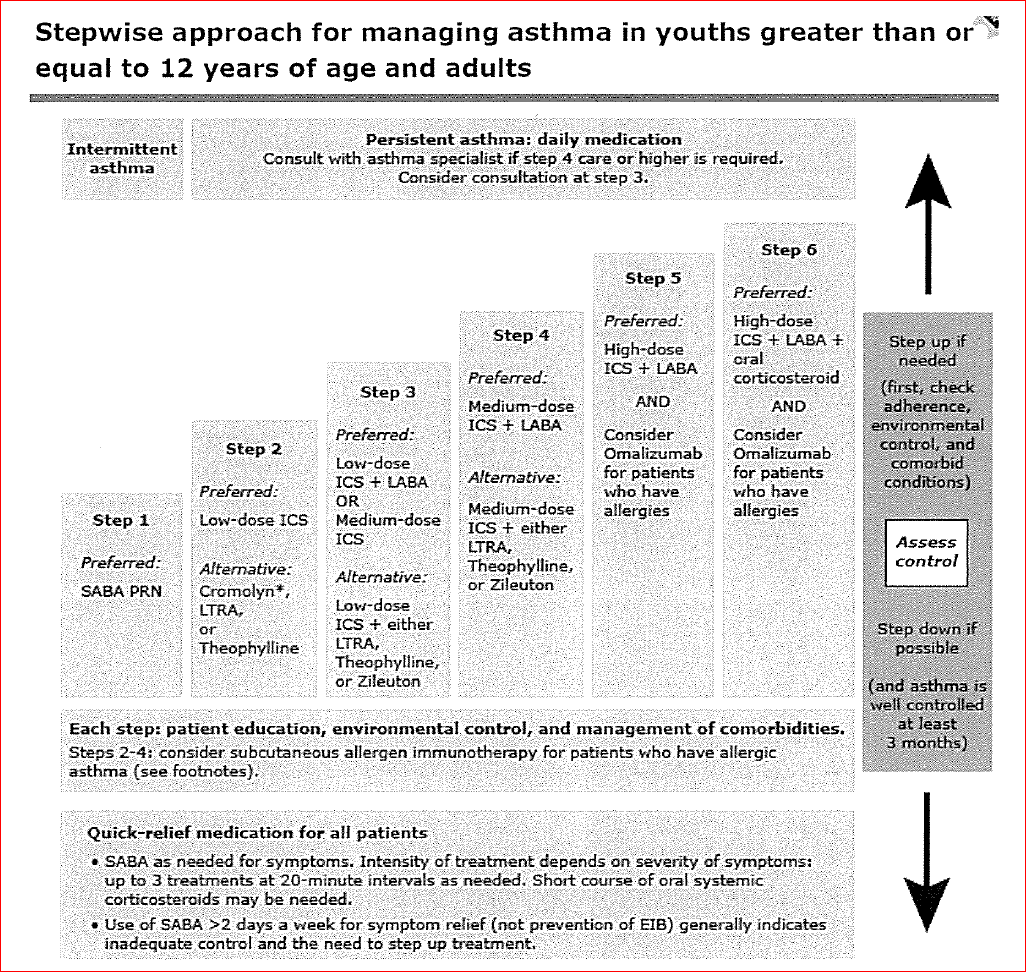 Stepwise approach for managing asthma in youths greater than or
equal to 12 years of age and adults
Intermittent
asthma
Persistent asthma: daily medication
Consult with asthma specialist if step 4 care or higher is required.
Consider consultation at step 3.
Step 1
Preferred:
SABA PRN
Step 2
Preferred:
Low-dose ICS
Alternative:
Cromolyn*,
LTRA,
or
Theophylline
Step 3
Preferred:
Low-dose
ICS + LABA
OR
Medium-dose
ICS
Alternative:
Low-dose
ICS + either
LTRA,
Theophylline,
or Zileuton
Step 4
Preferred:
Medium-dose
ICS + LABA
Alternative:
Medium-dose
ICS + either
LTRA,
Theophylline,
or Zileuton
Step 5
Preferred:
High-dose
ICS + LABA
AND
Consider
Omalizumab
for patients
who have
allergies
Step 6
Preferred:
High-dose
ICS + LABA +
oral
corticosteroid
AND
Consider
Omalizumab
for patients
who have
allergies
Step up if
needed
(first, check
adherence,
environmental
control, and
comorbid
conditions)
Assess
control
Step down if
possible
(and asthma is
well controlled
at least
3 months)
Each step: patient education, environmental control, and management of comorbidities.
Steps 2-4: consider subcutaneous allergen immunotherapy for patients who have allergic
asthma (see footnotes).
Quick-relief medication for all patients
• SABA as needed for symptoms. Intensity of treatment depends on severity of symptoms:
up to 3 treatments at 20-minute intervals as needed. Short course of oral systemic
corticosteroids may be needed.
• Use of SABA >2 days a week for symptom relief (not prevention of EIB) generally indicates
inadequate control and the need to step up treatment.